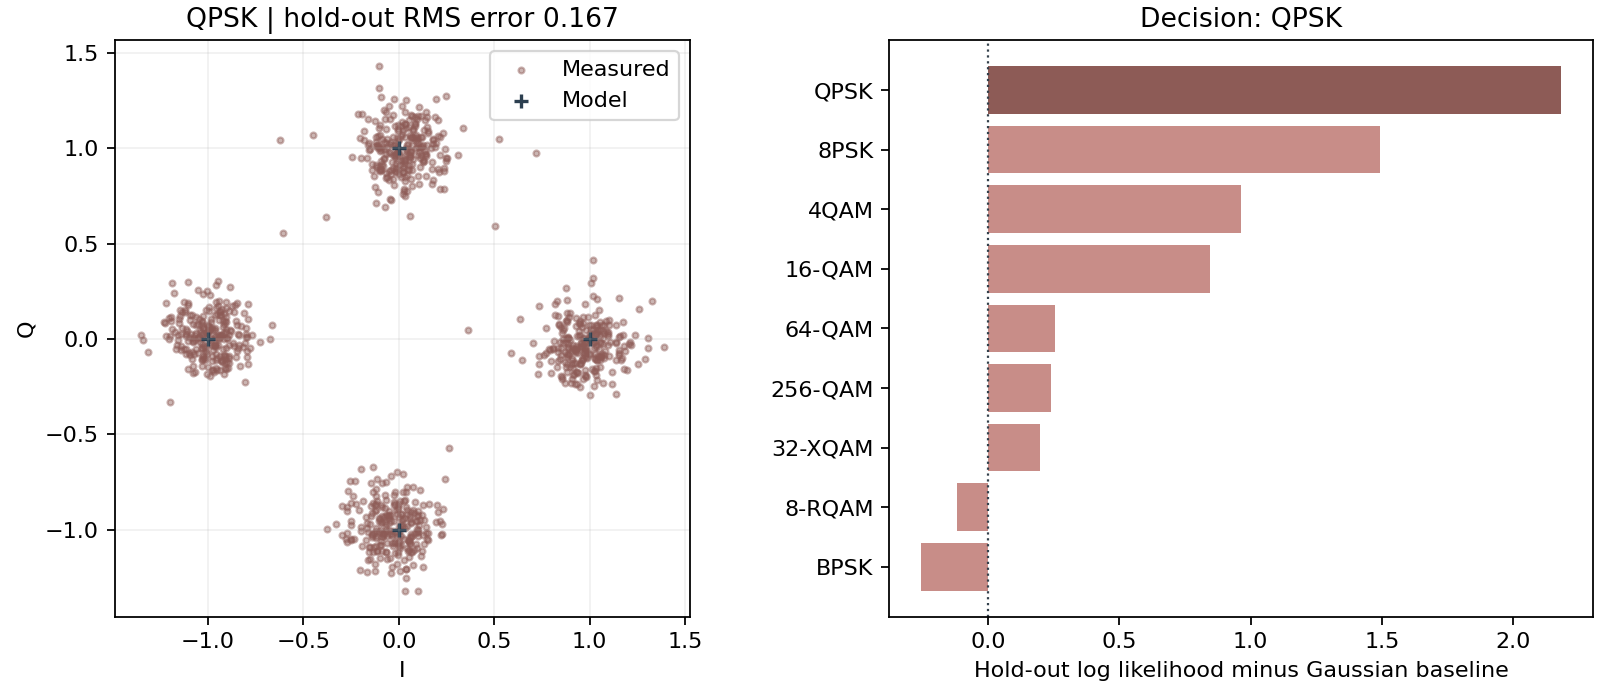 QPSK | hold-out RMS error 0.167
Measured
Model
1.5
1.0
0.5
0.0
−0.5
−1.0
Q
−1.0
−0.5
0.0
0.5
1.0
1.5
I
Decision: QPSK
QPSK
8PSK
4QAM
16-QAM
64-QAM
256-QAM
32-XQAM
8-RQAM
BPSK
0.0
0.5
1.0
1.5
2.0
Hold-out log likelihood minus Gaussian baseline